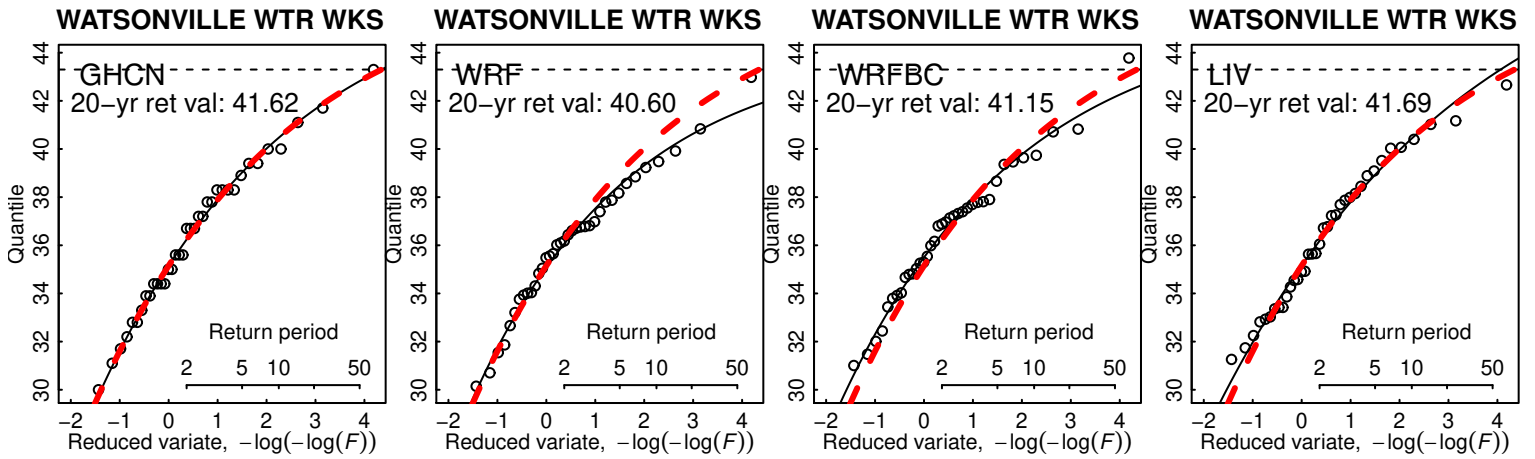 WATSONVILLE WTR WKS
GHCN
20−yr ret val: 41.62
Quantile
30 32 34 36 38 40 42 44
Return period
2 5 10 50
−2 −1 0 1 2 3 4
Reduced variate, −log(−log(F))
WATSONVILLE WTR WKS
WRF
20−yr ret val: 40.60
Quantile
30 32 34 36 38 40 42 44
Return period
2 5 10 50
−2 −1 0 1 2 3 4
Reduced variate, −log(−log(F))
WATSONVILLE WTR WKS
WRFBC
20−yr ret val: 41.15
Quantile
30 32 34 36 38 40 42 44
Return period
2 5 10 50
−2 −1 0 1 2 3 4
Reduced variate, −log(−log(F))
WATSONVILLE WTR WKS
LIV
20−yr ret val: 41.69
Quantile
30 32 34 36 38 40 42 44
Return period
2 5 10 50
−2 −1 0 1 2 3 4
Reduced variate, −log(−log(F))